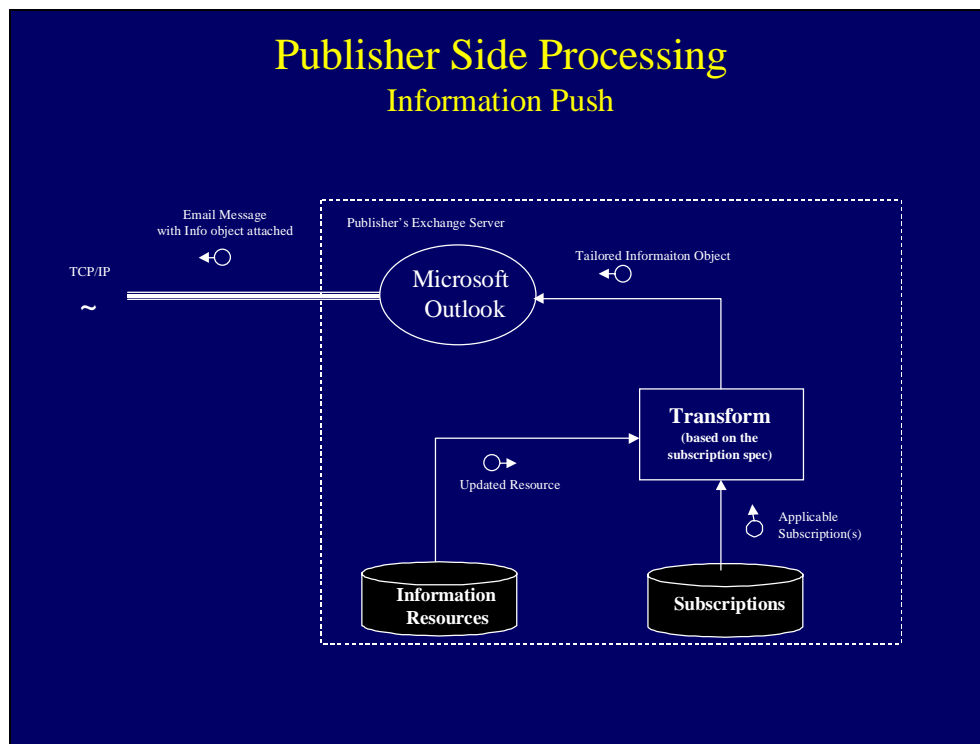 Publisher Side Processing
Information Push
Email Message
with Info object attached
TCP/IP
~
Publisher's Exchange Server
Microsoft
Outlook
Tailored Informaiton Object
Transform
(based on the
subscription spec)
Updated Resource
Applicable
Subscription(s)
Information
Resources
Subscriptions